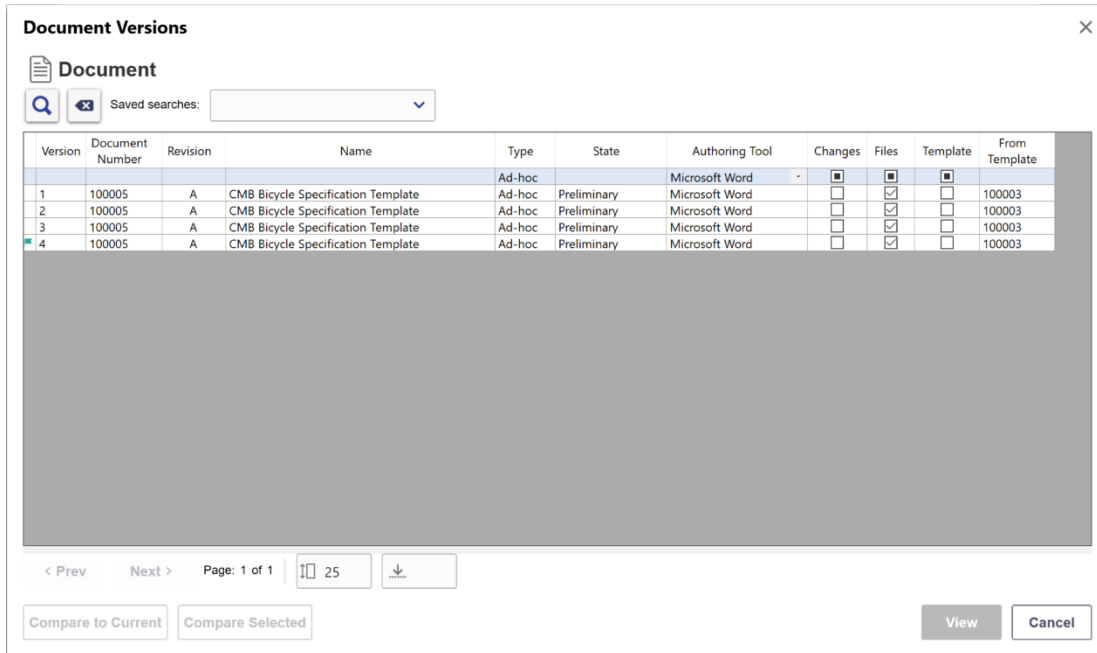 Document Versions
Document
Saved searches:
Version Document Number Revision Name Type State Authoring Tool Changes Files Template From Template
Ad-hoc Microsoft Word
1 100005 A CMB Bicycle Specification Template Ad-hoc Preliminary Microsoft Word 100003
2 100005 A CMB Bicycle Specification Template Ad-hoc Preliminary Microsoft Word 100003
3 100005 A CMB Bicycle Specification Template Ad-hoc Preliminary Microsoft Word 100003
4 100005 A CMB Bicycle Specification Template Ad-hoc Preliminary Microsoft Word 100003
< Prev Next > Page: 1 of 1 25
Compare to Current Compare Selected View Cancel